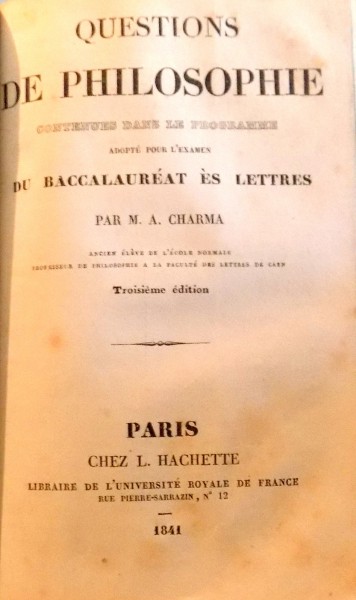 QUESTIONS
DE PHILOSOPHIE
CONTENUES DANS LE PROGRAMME
ADOPTÉ POUR L'EXAMEN
DU BACCALAURÉAT ÈS LETTRES
PAR M. A. CHARMA
ANCIEN ÉLÈVE DE L'ÉCOLE NORMALE
PROFESSEUR DE PHILOSOPHIE A LA FACULTÉ DES LETTRES DE CAEN
Troisième édition
PARIS
CHEZ L. HACHETTE
LIBRAIRE DE L'UNIVERSITÉ ROYALE DE FRANCE
RUE PIERRE-SARRAZIN, N° 12
1841